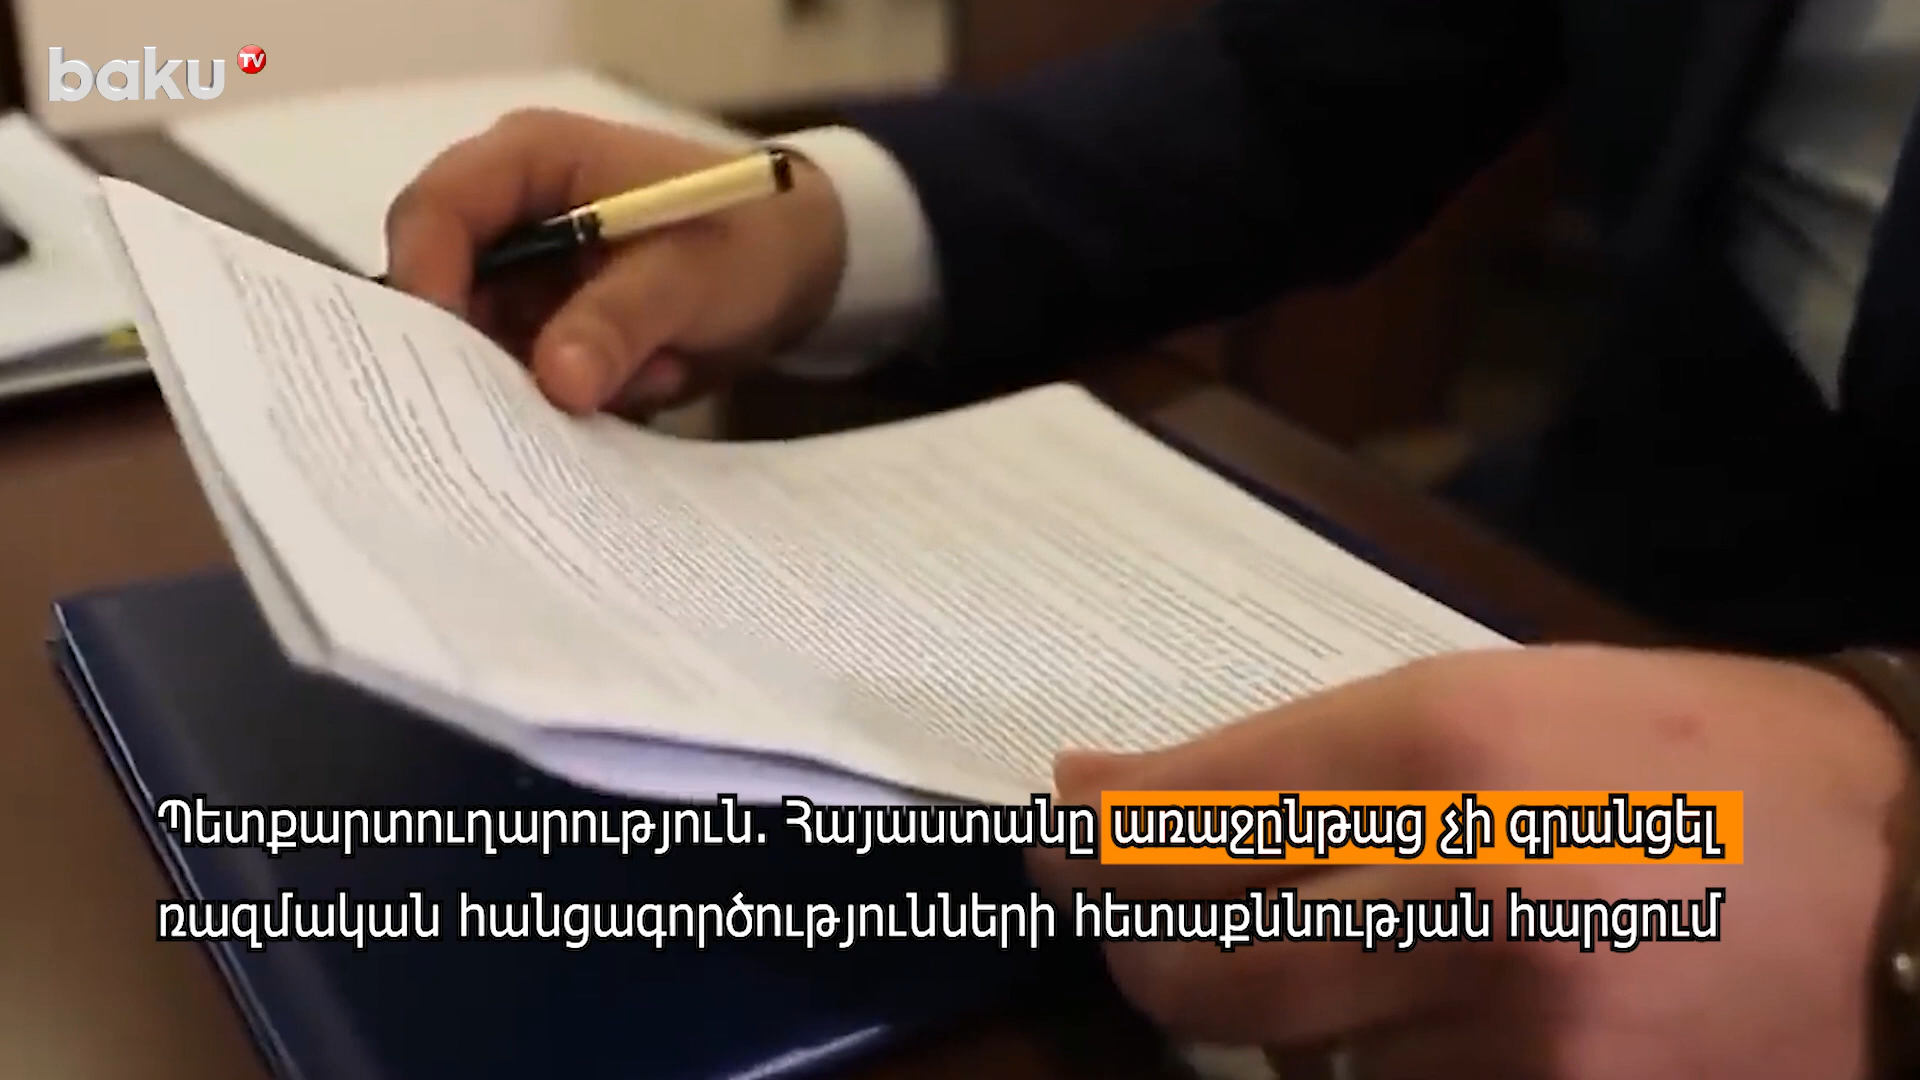 baku TV
Պետքարտուղարություն. Հայաստանը առաջընթաց չի գրանցել
ռազմական հանցագործությունների հետաքննության հարցում